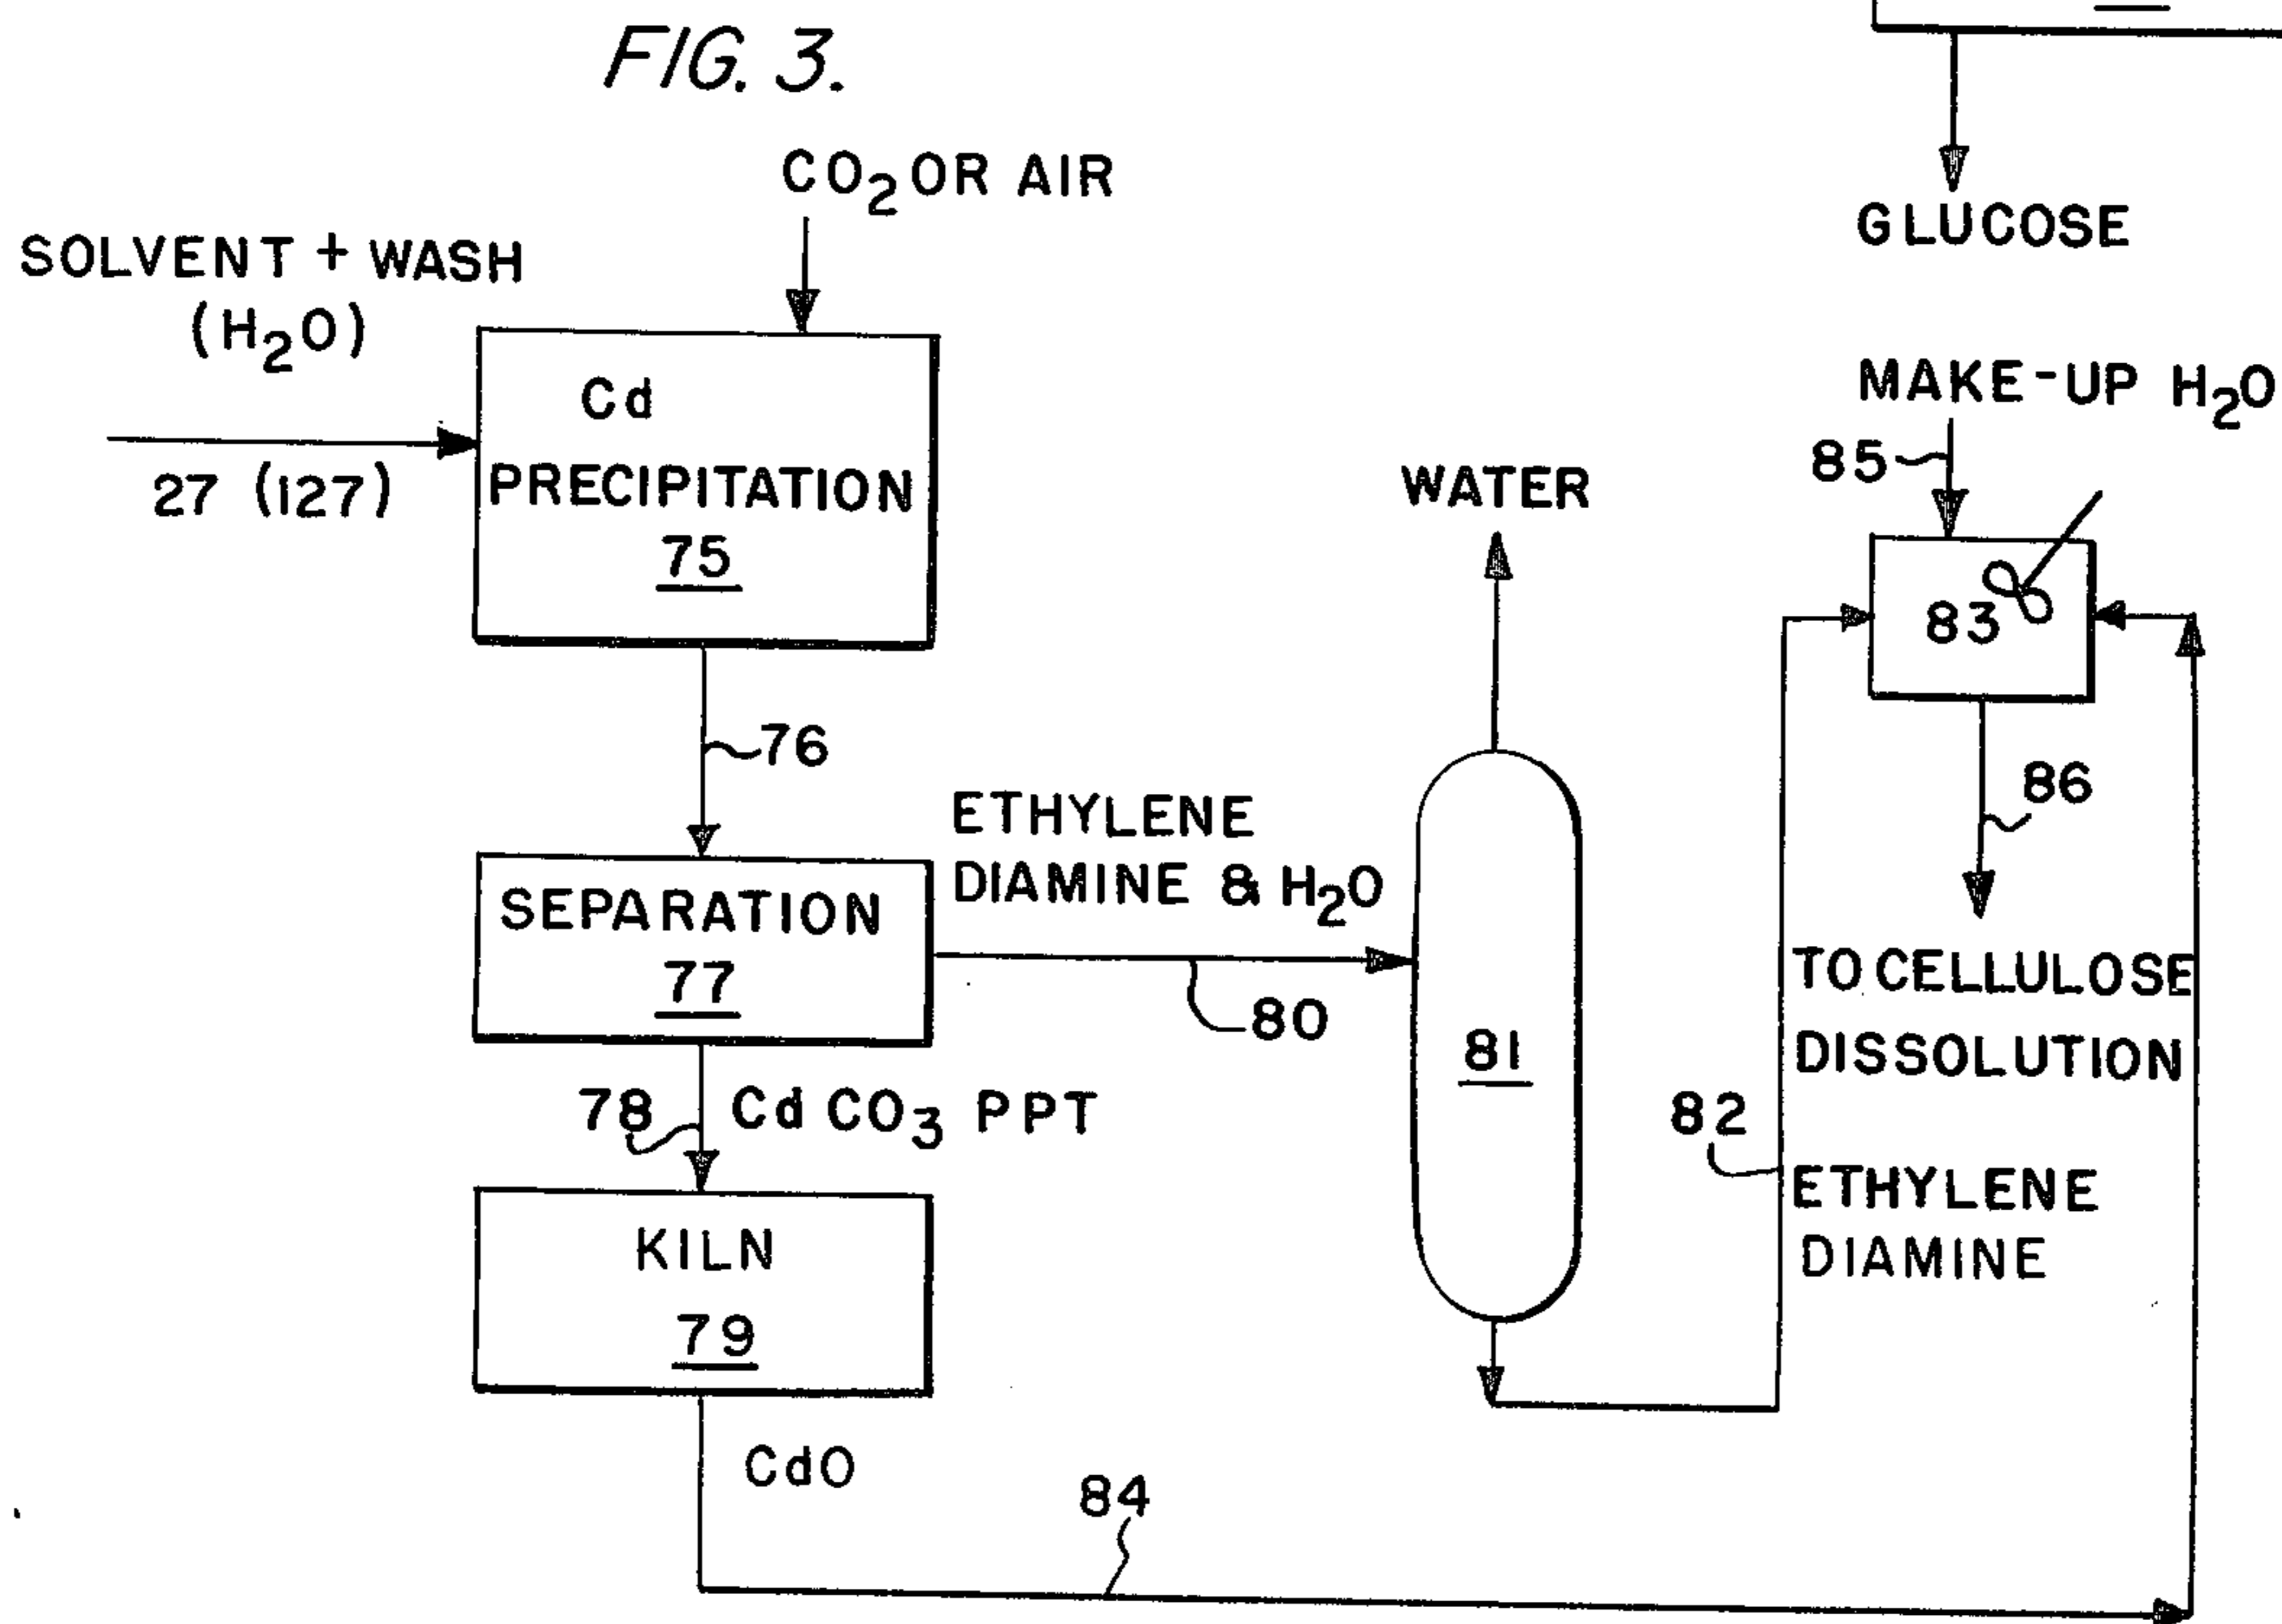 FIG. 3.
CO2 OR AIR
SOLVENT + WASH
(H2O)
27 (127)
Cd
PRECIPITATION
75
76
SEPARATION
77
ETHYLENE
DIAMINE & H2O
80
78
CdCO3 PPT
KILN
79
CdO
84
WATER
81
82
ETHYLENE
DIAMINE
GLUCOSE
MAKE-UP H2O
85
83
86
TO CELLULOSE
DISSOLUTION